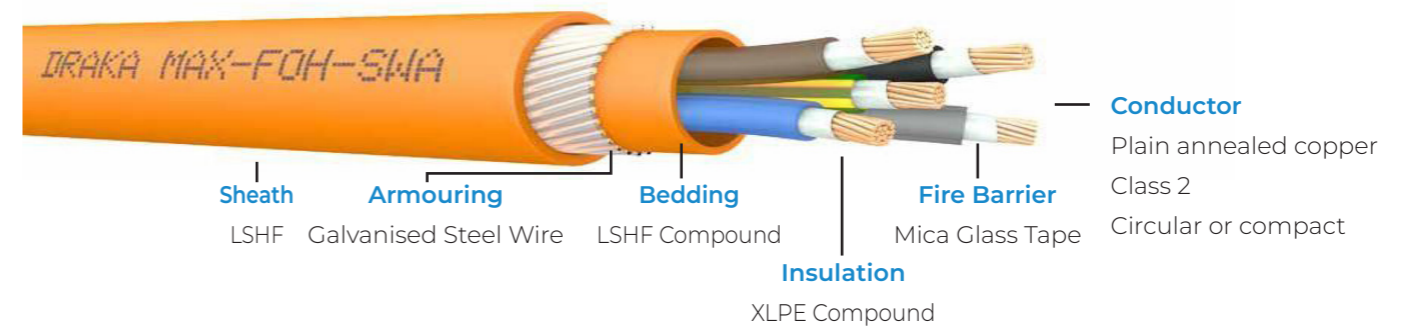 DRAKA MAX-FOH-SWA
Conductor
Plain annealed copper
Class 2
Circular or compact
Sheath
LSHF
Armouring
Galvanised Steel Wire
Bedding
LSHF Compound
Fire Barrier
Mica Glass Tape
Insulation
XLPE Compound